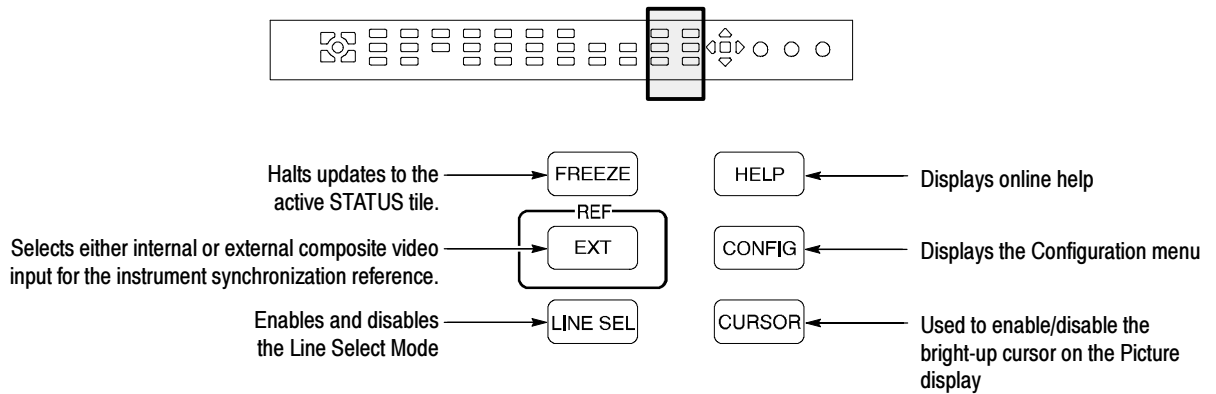 Halts updates to the
active STATUS tile.
FREEZE
HELP
Displays online help
REF
Selects either internal or external composite video
input for the instrument synchronization reference.
EXT
CONFIG
Displays the Configuration menu
Enables and disables
the Line Select Mode
LINE SEL
CURSOR
Used to enable/disable the
bright-up cursor on the Picture
display